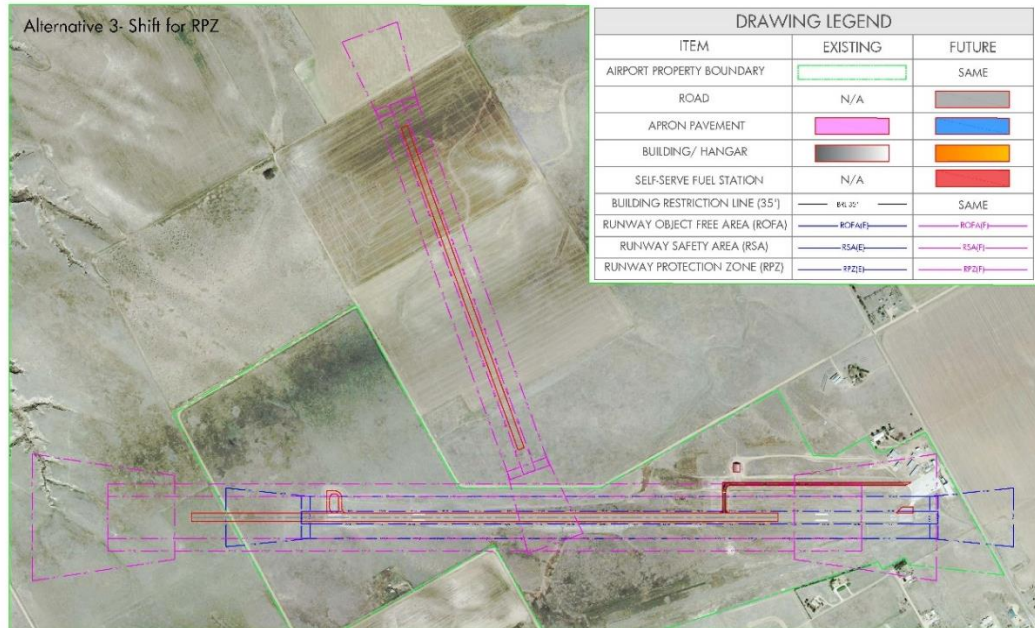 Alternative 3- Shift for RPZ
DRAWING LEGEND
ITEM EXISTING FUTURE
AIRPORT PROPERTY BOUNDARY SAME
ROAD N/A
APRON PAVEMENT
BUILDING/ HANGAR
SELF-SERVE FUEL STATION N/A
BUILDING RESTRICTION LINE (35') BRL 35' SAME
RUNWAY OBJECT FREE AREA (ROFA) ROFA(E) ROFA(F)
RUNWAY SAFETY AREA (RSA) RSA(E) RSA(F)
RUNWAY PROTECTION ZONE (RPZ) RPZ(E) RPZ(F)